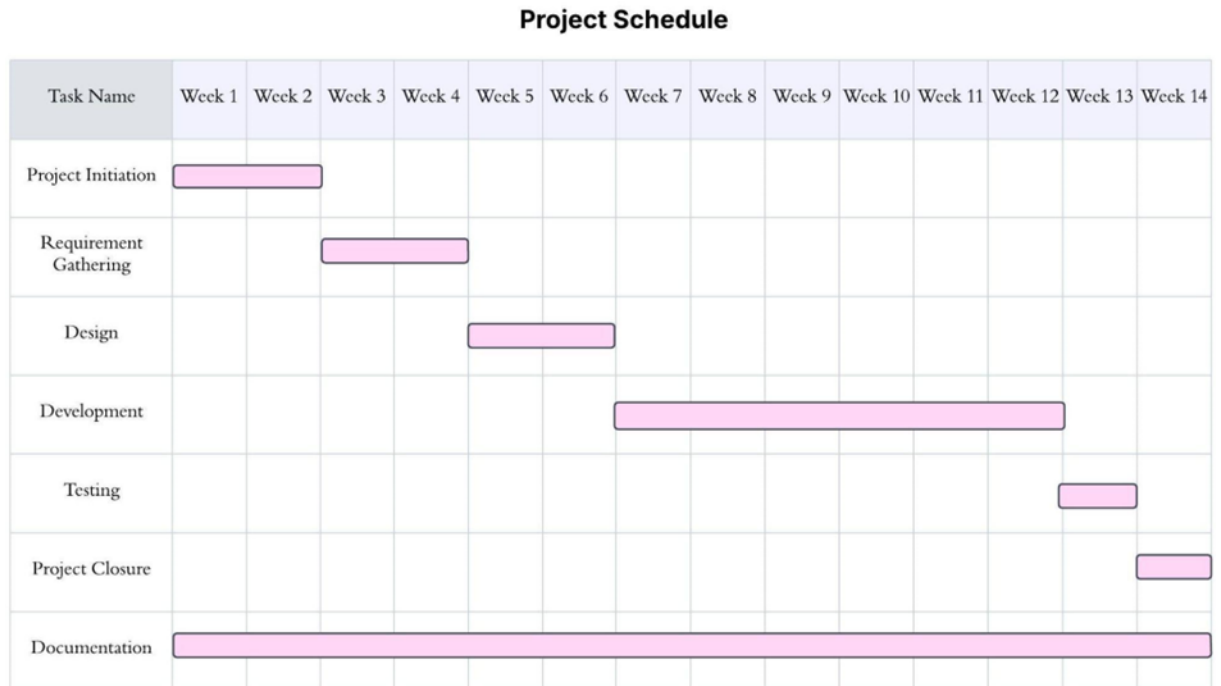 Project Schedule
Task Name Week 1 Week 2 Week 3 Week 4 Week 5 Week 6 Week 7 Week 8 Week 9 Week 10 Week 11 Week 12 Week 13 Week 14
Project Initiation
Requirement
Gathering
Design
Development
Testing
Project Closure
Documentation